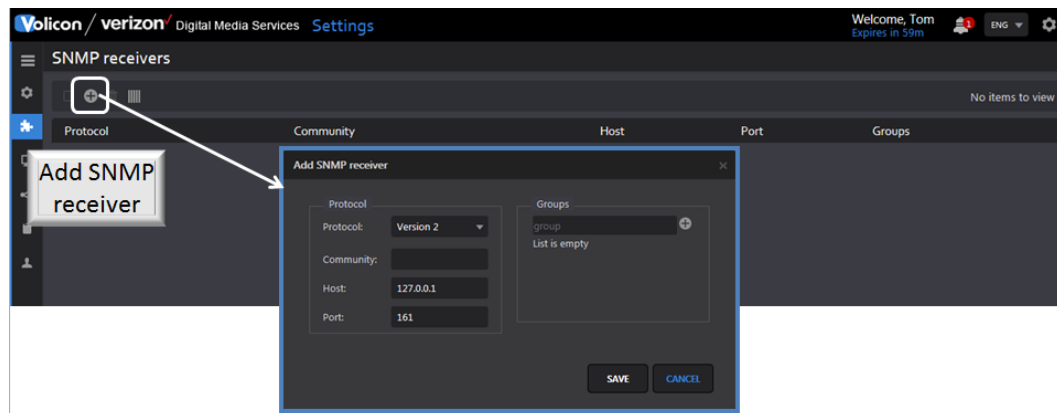 Volicon / verizon✓ Digital Media Services Settings
Welcome, Tom
Expires in 59m
1
ENG
SNMP receivers
No items to view
Protocol Community Host Port Groups
Add SNMP
receiver
Add SNMP receiver
Protocol
Protocol: Version 2
Community:
Host: 127.0.0.1
Port: 161
Groups
group
List is empty
SAVE CANCEL